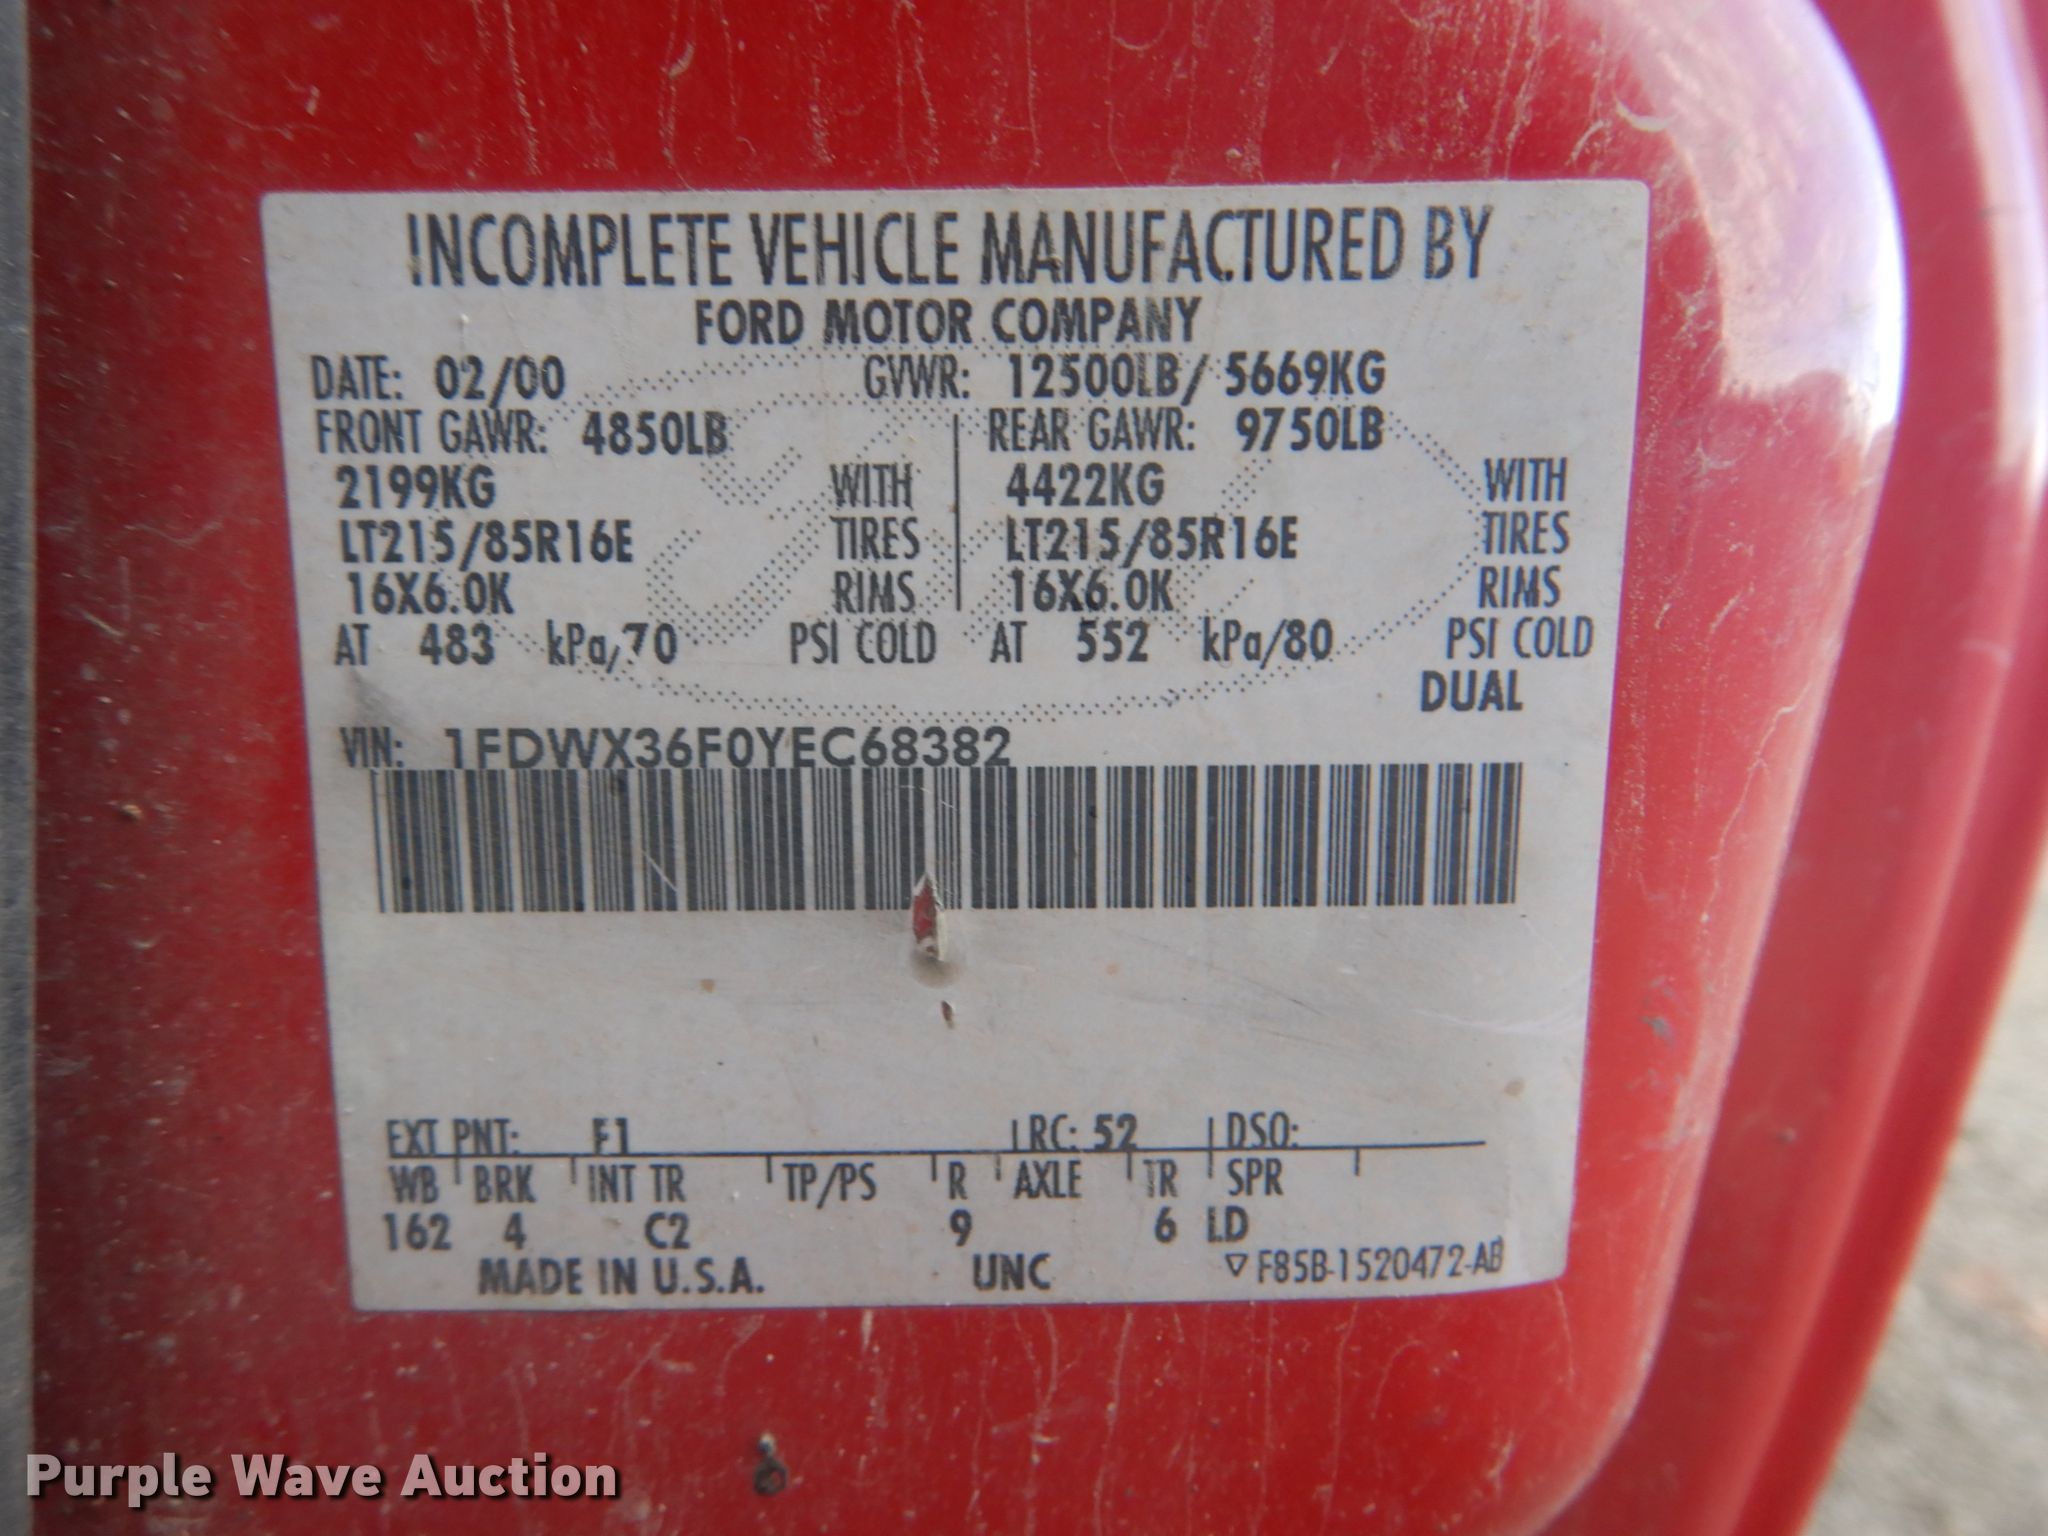 INCOMPLETE VEHICLE MANUFACTURED BY
FORD MOTOR COMPANY
DATE: 02/00 GVWR: 12500LB/ 5669KG
FRONT GAWR: 4850LB REAR GAWR: 9750LB
2199KG WITH 4422KG WITH
LT215/85R16E TIRES LT215/85R16E TIRES
16X6.0K RIMS 16X6.0K RIMS
AT 483 kPa/70 PSI COLD AT 552 kPa/80 PSI COLD
DUAL
VIN: 1FDWX36F0YEC68382
EXT PNT: F1 RC: 52 DSO:
WB BRK INT TR TP/PS R AXLE TR SPR
162 4 C2 9 6 LD
MADE IN U.S.A. UNC ▽ F85B-1520472-AB
Purple Wave Auction